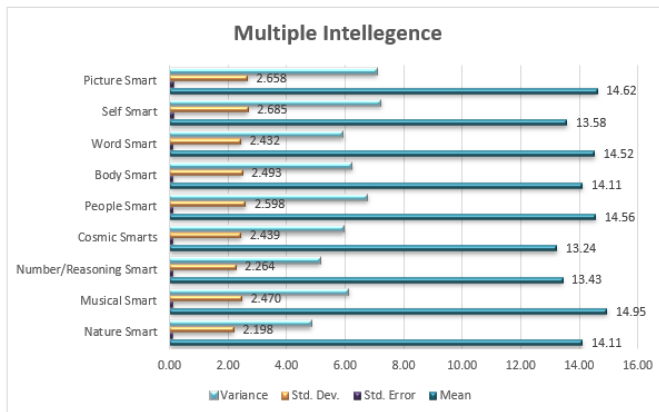 Multiple Intellegence
Picture Smart 2.658 14.62
Self Smart 2.685 13.58
Word Smart 2.432 14.52
Body Smart 2.493 14.11
People Smart 2.598 14.56
Cosmic Smarts 2.439 13.24
Number/Reasoning Smart 2.264 13.43
Musical Smart 2.470 14.95
Nature Smart 2.198 14.11
0.00 2.00 4.00 6.00 8.00 10.00 12.00 14.00 16.00
Variance Std. Dev. Std. Error Mean